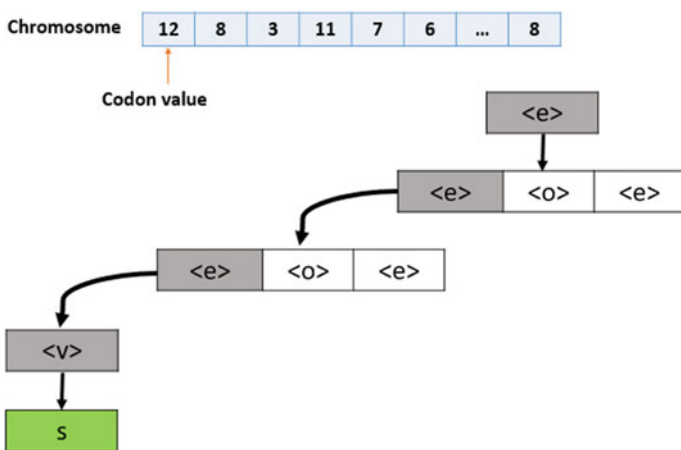 Chromosome 12 8 3 11 7 6 ... 8
Codon value
<e>
<e> <o> <e>
<e> <o> <e>
<v>
s